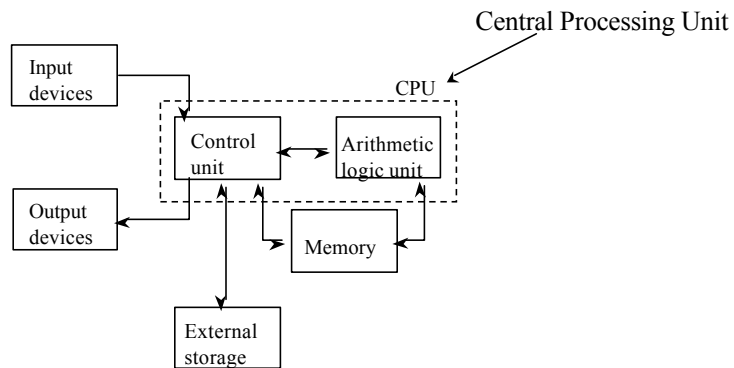 Central Processing Unit
Input
devices
CPU
Control
unit
Arithmetic
logic unit
Output
devices
Memory
External
storage